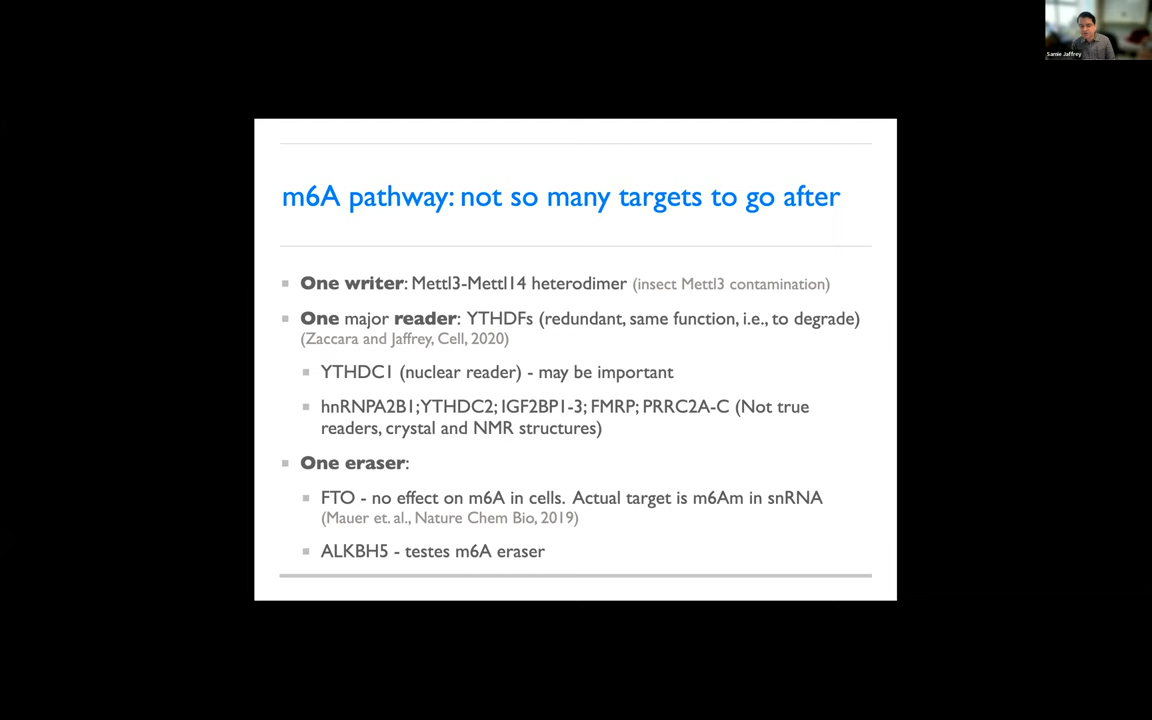 Samie Jaffrey
m6A pathway: not so many targets to go after
One writer: Mettl3-Mettl14 heterodimer (insect Mettl3 contamination)
One major reader: YTHDFs (redundant, same function, i.e., to degrade)
(Zaccara and Jaffrey, Cell, 2020)
YTHDC1 (nuclear reader) - may be important
hnRNPA2B1; YTHDC2; IGF2BP1-3; FMRP; PRRC2A-C (Not true
readers, crystal and NMR structures)
One eraser:
FTO - no effect on m6A in cells. Actual target is m6Am in snRNA
(Mauer et. al., Nature Chem Bio, 2019)
ALKBH5 - testes m6A eraser